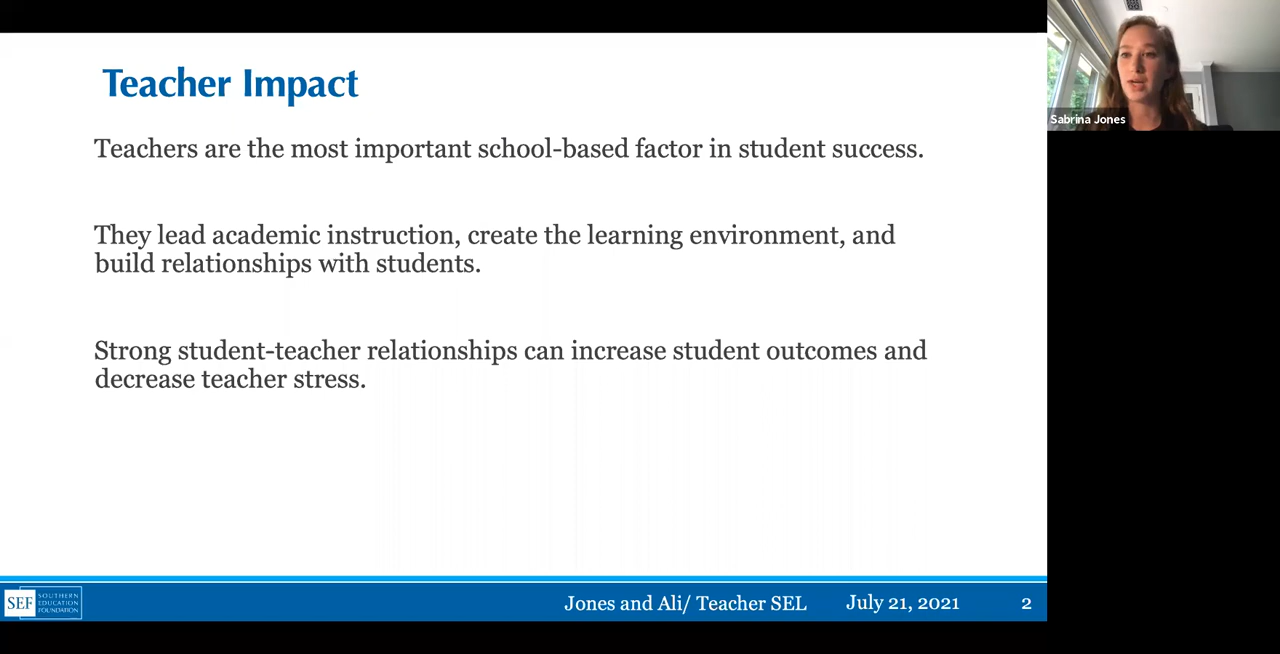 Teacher Impact
Teachers are the most important school-based factor in student success.
They lead academic instruction, create the learning environment, and
build relationships with students.
Strong student-teacher relationships can increase student outcomes and
decrease teacher stress.
Sabrina Jones
SEF
SOUTHERN
EDUCATION
FOUNDATION
Jones and Ali/ Teacher SEL
July 21, 2021
2